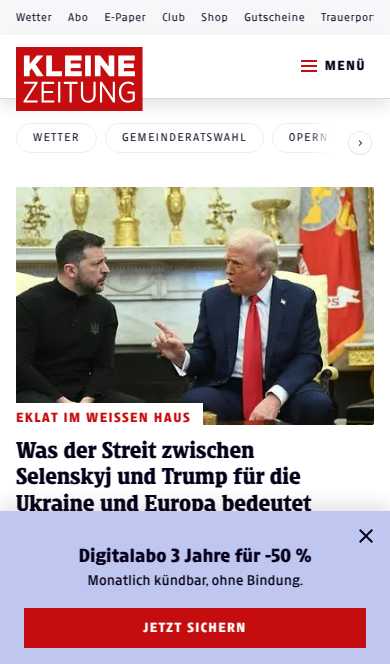 Wetter Abo E-Paper Club Shop Gutscheine Trauerpor
KLEINE
ZEITUNG
MENÜ
WETTER GEMEINDERATSWAHL OPERN
EKLAT IM WEISSEN HAUS
Was der Streit zwischen
Selenskyj und Trump für die
Ukraine und Europa bedeutet
Digitalabo 3 Jahre für -50 %
Monatlich kündbar, ohne Bindung.
JETZT SICHERN